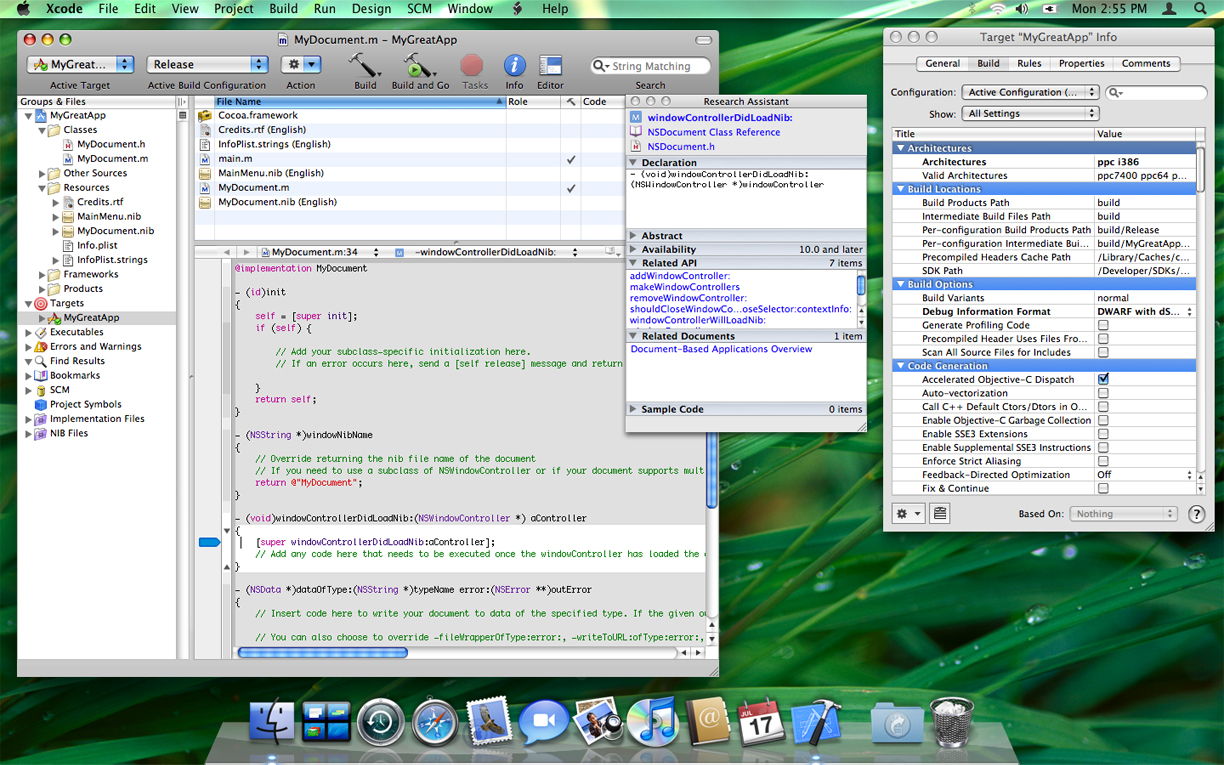 Xcode File Edit View Project Build Run Design SCM Window Help
Mon 2:55 PM
MyDocument.m – MyGreatApp
MyGreat...
Release
String Matching
Active Target
Active Build Configuration
Action
Build
Build and Go
Tasks
Info
Editor
Search
Groups & Files
MyGreatApp
Classes
MyDocument.h
MyDocument.m
Other Sources
Resources
Credits.rtf
MainMenu.nib
MyDocument.nib
Info.plist
InfoPlist.strings
Frameworks
Products
Targets
MyGreatApp
Executables
Errors and Warnings
Find Results
Bookmarks
SCM
Project Symbols
Implementation Files
NIB Files
File Name Role Code
Cocoa.framework
Credits.rtf (English)
InfoPlist.strings (English)
main.m
MainMenu.nib (English)
MyDocument.m
MyDocument.nib (English)
MyDocument.m:34 -windowControllerDidLoadNib:
@implementation MyDocument
- (id)init
{
self = [super init];
if (self) {
// Add your subclass-specific initialization here.
// If an error occurs here, send a [self release] message and return
}
return self;
}
- (NSString *)windowNibName
{
// Override returning the nib file name of the document
// If you need to use a subclass of NSWindowController or if your document supports mult
return @"MyDocument";
}
- (void)windowControllerDidLoadNib:(NSWindowController *) aController
{
[super windowControllerDidLoadNib:aController];
// Add any code here that needs to be executed once the windowController has loaded the
}
- (NSData *)dataOfType:(NSString *)typeName error:(NSError **)outError
{
// Insert code here to write your document to data of the specified type. If the given
// You can also choose to override -fileWrapperOfType:error:, -writeToURL:ofType:error:,
Research Assistant
windowControllerDidLoadNib:
NSDocument Class Reference
NSDocument.h
Declaration
- (void)windowControllerDidLoadNib:
(NSWindowController *)windowController
Abstract
Availability 10.0 and later
Related API 7 items
addWindowController:
makeWindowControllers
removeWindowController:
shouldCloseWindowCo...oseSelector:contextInfo:
windowControllerWillLoadNib:
Related Documents 1 item
Document-Based Applications Overview
Sample Code 0 items
Target "MyGreatApp" Info
General Build Rules Properties Comments
Configuration: Active Configuration (...
Show: All Settings
Title Value
Architectures
Architectures ppc i386
Valid Architectures ppc7400 ppc64 p...
Build Locations
Build Products Path build
Intermediate Build Files Path build
Per-configuration Build Products Path build/Release
Per-configuration Intermediate Bui... build/MyGreatApp...
Precompiled Headers Cache Path /Library/Caches/c...
SDK Path /Developer/SDKs/...
Build Options
Build Variants normal
Debug Information Format DWARF with dS...
Generate Profiling Code
Precompiled Header Uses Files Fro...
Scan All Source Files for Includes
Code Generation
Accelerated Objective-C Dispatch
Auto-vectorization
Call C++ Default Ctors/Dtors in O...
Enable Objective-C Garbage Collection
Enable SSE3 Extensions
Enable Supplemental SSE3 Instructions
Enforce Strict Aliasing
Feedback-Directed Optimization Off
Fix & Continue
Based On: Nothing
?
JUL
17